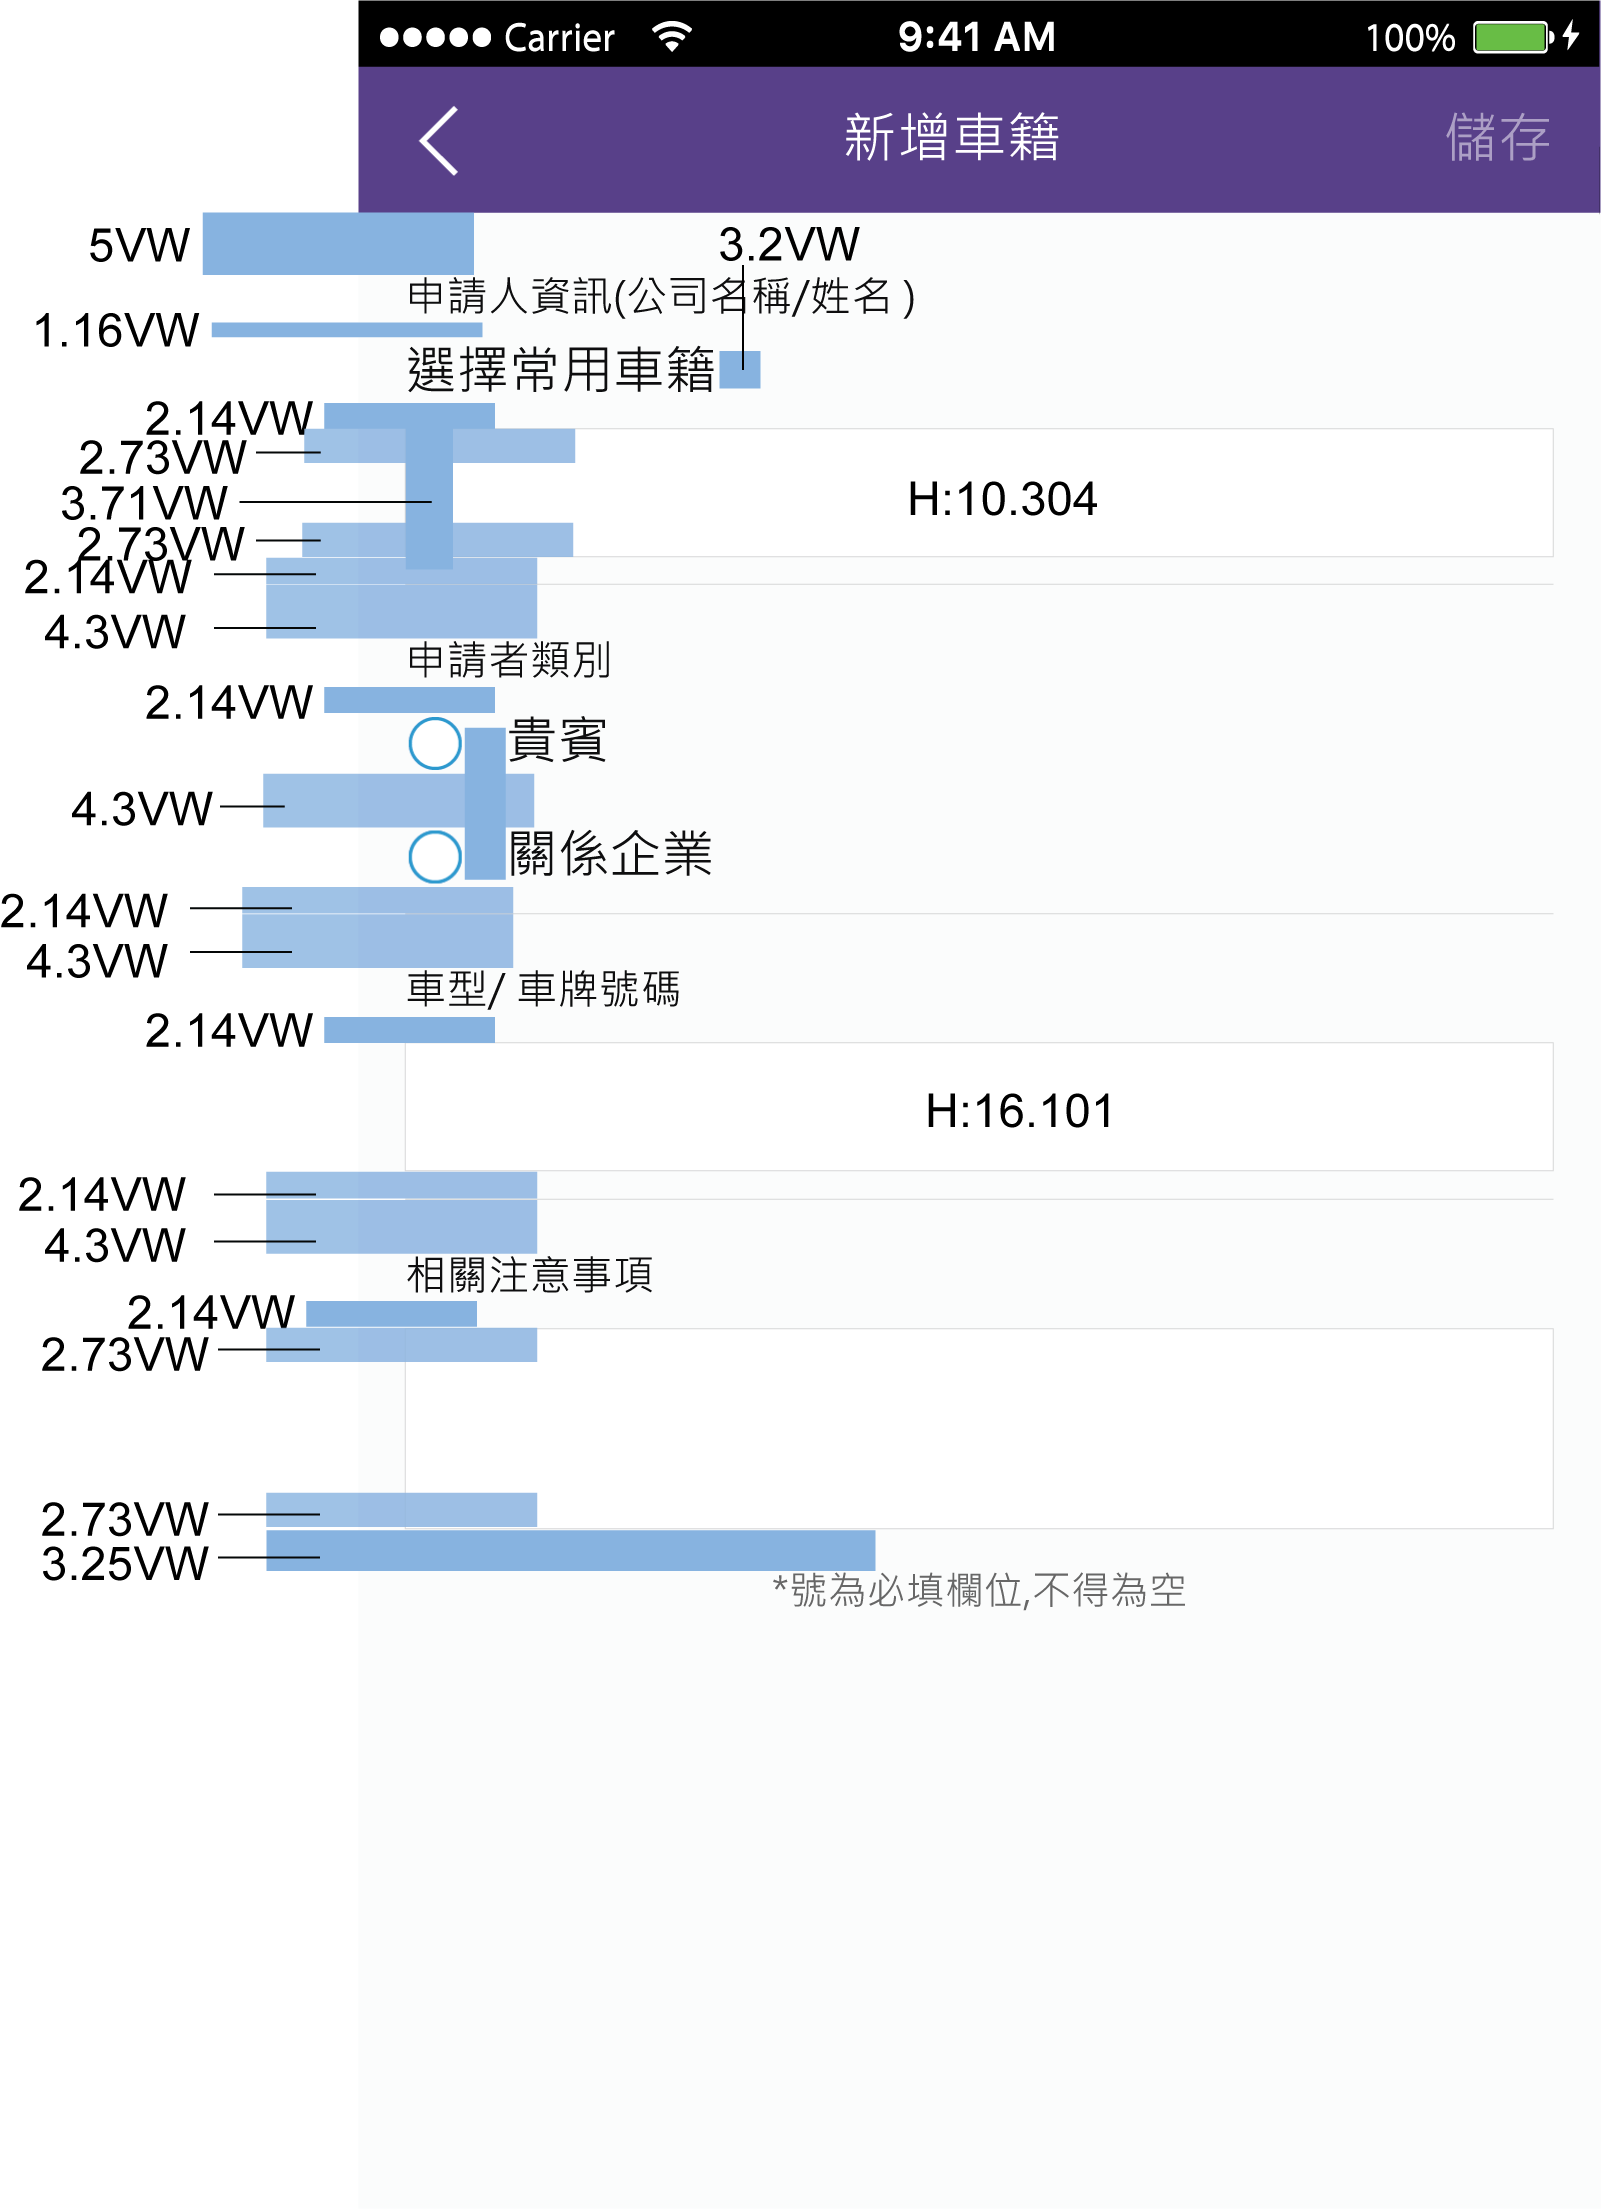 Carrier 9:41 AM 100%
新增車籍 儲存
5VW 3.2VW
申請人資訊(公司名稱/姓名 )
1.16VW
選擇常用車籍
2.14VW
2.73VW
3.71VW H:10.304
2.73VW
2.14VW
4.3VW
申請者類別
2.14VW
貴賓
4.3VW
關係企業
2.14VW
4.3VW
車型/ 車牌號碼
2.14VW
H:16.101
2.14VW
4.3VW
相關注意事項
2.14VW
2.73VW
2.73VW
3.25VW
*號為必填欄位,不得為空